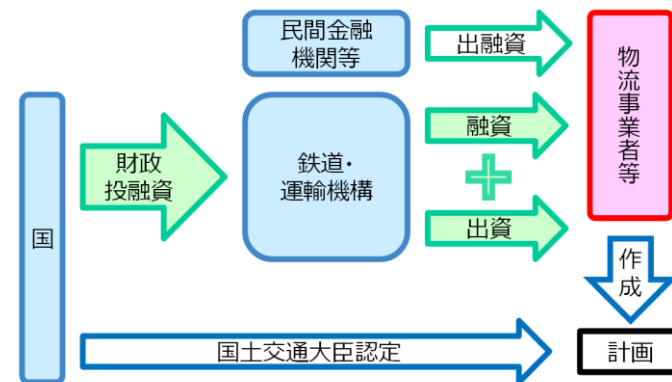 民間金融
機関等
出融資
物流事業者等
国
財政
投融資
鉄道・
運輸機構
融資
出資
作成
国土交通大臣認定
計画